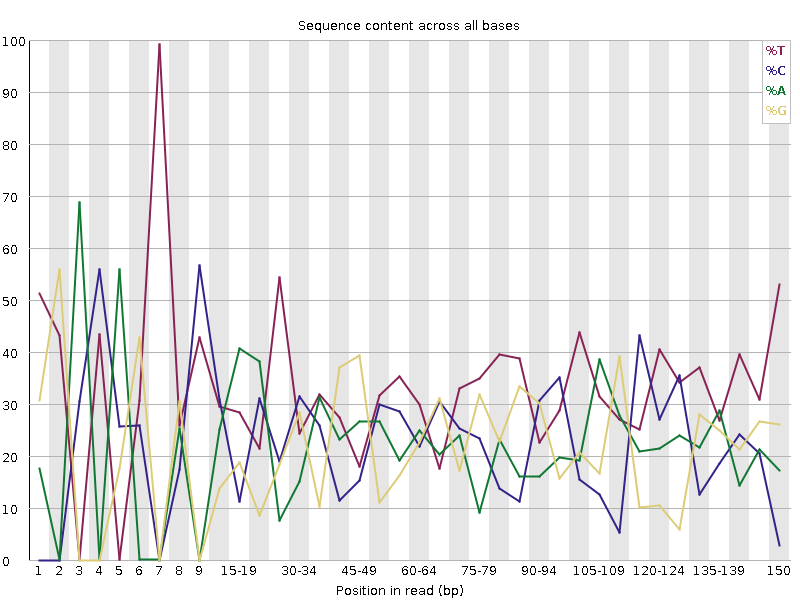 Sequence content across all bases
%T
%C
%A
%G
100
90
80
70
60
50
40
30
20
10
0
1 2 3 4 5 6 7 8 9 15-19 30-34 45-49 60-64 75-79 90-94 105-109 120-124 135-139 150
Position in read (bp)